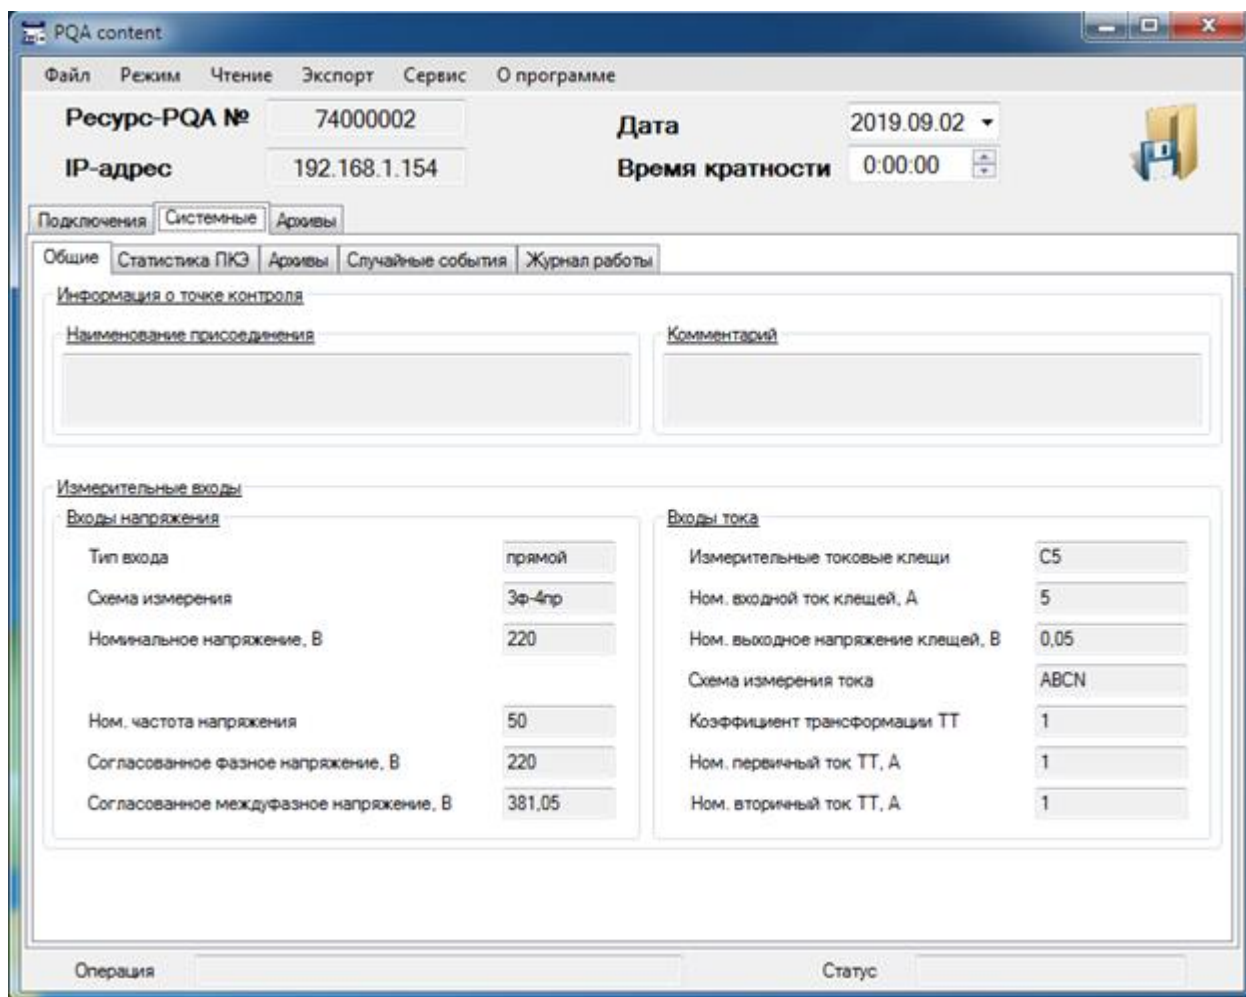 PQA content
Файл Режим Чтение Экспорт Сервис О программе
Ресурс-PQA № 74000002 Дата 2019.09.02
IP-адрес 192.168.1.154 Время кратности 0:00:00
Подключения Системные Архивы
Общие Статистика ПКЭ Архивы Случайные события Журнал работы
Информация о точке контроля
Наименование присоединения Комментарий
Измерительные входы
Входы напряжения Входы тока
Тип входа прямой Измерительные токовые клещи C5
Схема измерения 3ф-4пр Ном. входной ток клещей, А 5
Номинальное напряжение, В 220 Ном. выходное напряжение клещей, В 0,05
Схема измерения тока ABCN
Ном. частота напряжения 50 Коэффициент трансформации ТТ 1
Согласованное фазное напряжение, В 220 Ном. первичный ток ТТ, А 1
Согласованное междуфазное напряжение, В 381,05 Ном. вторичный ток ТТ, А 1
Операция Статус